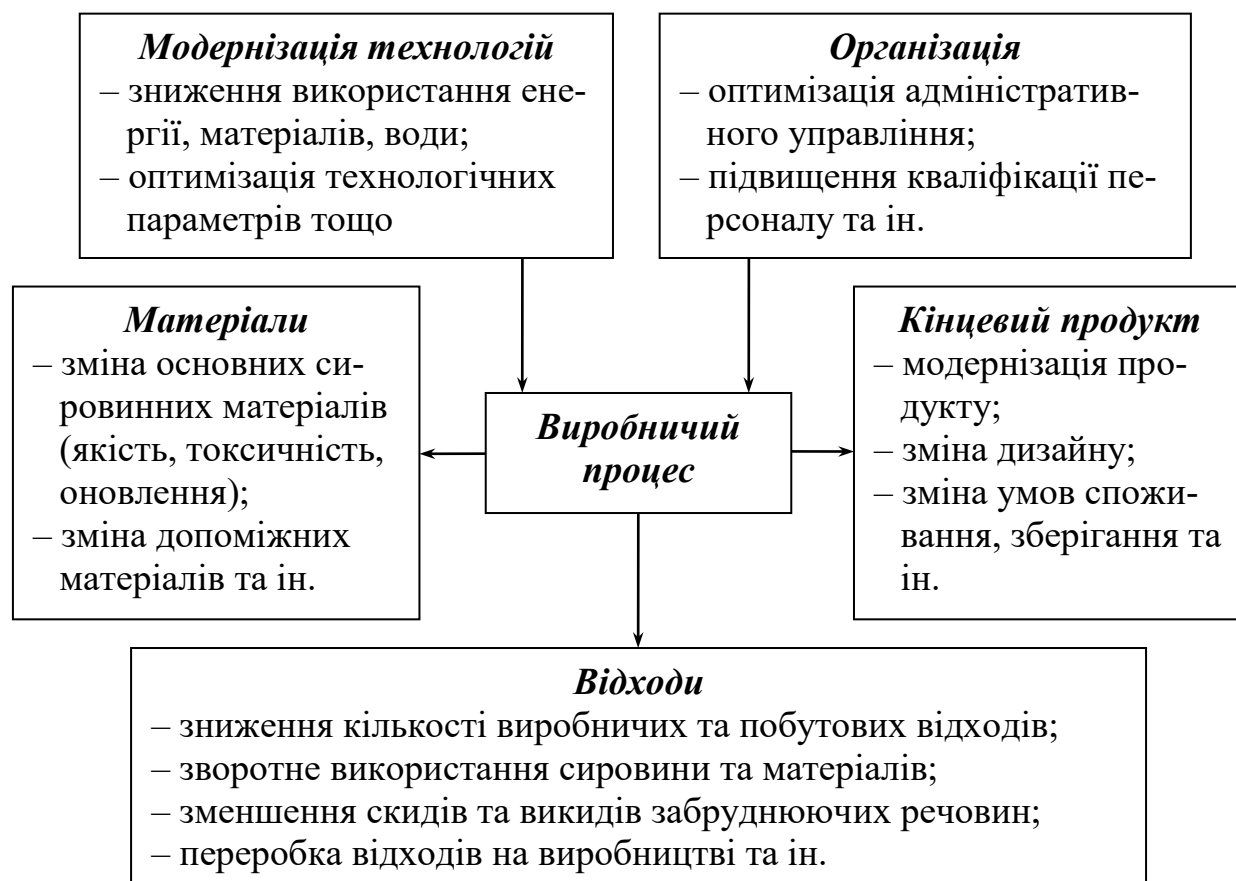 Модернізація технологій
– зниження використання ене-
ргії, матеріалів, води;
– оптимізація технологічних
параметрів тощо
Організація
– оптимізація адміністратив-
ного управління;
– підвищення кваліфікації пе-
рсоналу та ін.
Матеріали
– зміна основних си-
ровинних матеріалів
(якість, токсичність,
оновлення);
– зміна допоміжних
матеріалів та ін.
Виробничий
процес
Кінцевий продукт
– модернізація про-
дукту;
– зміна дизайну;
– зміна умов спожи-
вання, зберігання та
ін.
Відходи
– зниження кількості виробничих та побутових відходів;
– зворотне використання сировини та матеріалів;
– зменшення скидів та викидів забруднюючих речовин;
– переробка відходів на виробництві та ін.